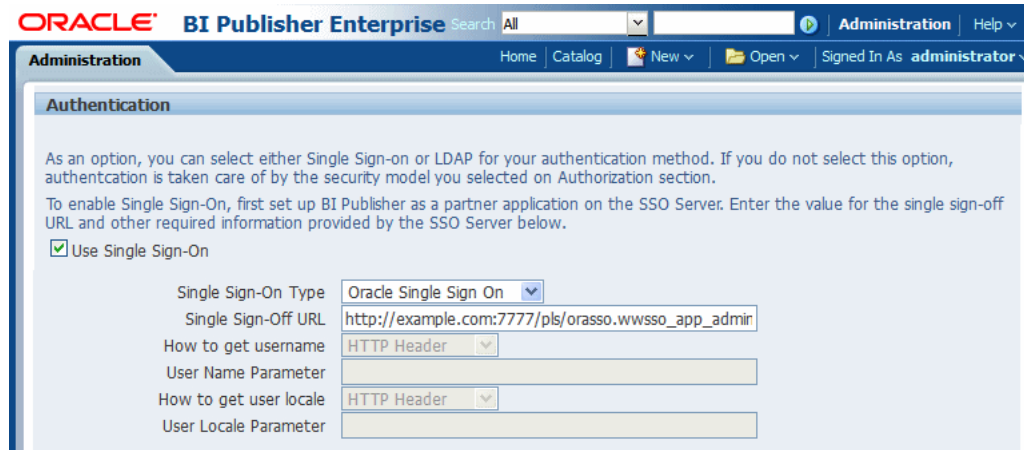 ORACLE BI Publisher Enterprise Search All Administration Help
Administration Home Catalog New Open Signed In As administrator
Authentication
As an option, you can select either Single Sign-on or LDAP for your authentication method. If you do not select this option,
authentcation is taken care of by the security model you selected on Authorization section.
To enable Single Sign-On, first set up BI Publisher as a partner application on the SSO Server. Enter the value for the single sign-off
URL and other required information provided by the SSO Server below.
Use Single Sign-On
Single Sign-On Type Oracle Single Sign On
Single Sign-Off URL http://example.com:7777/pls/orasso.wwsso_app_admin
How to get username HTTP Header
User Name Parameter
How to get user locale HTTP Header
User Locale Parameter